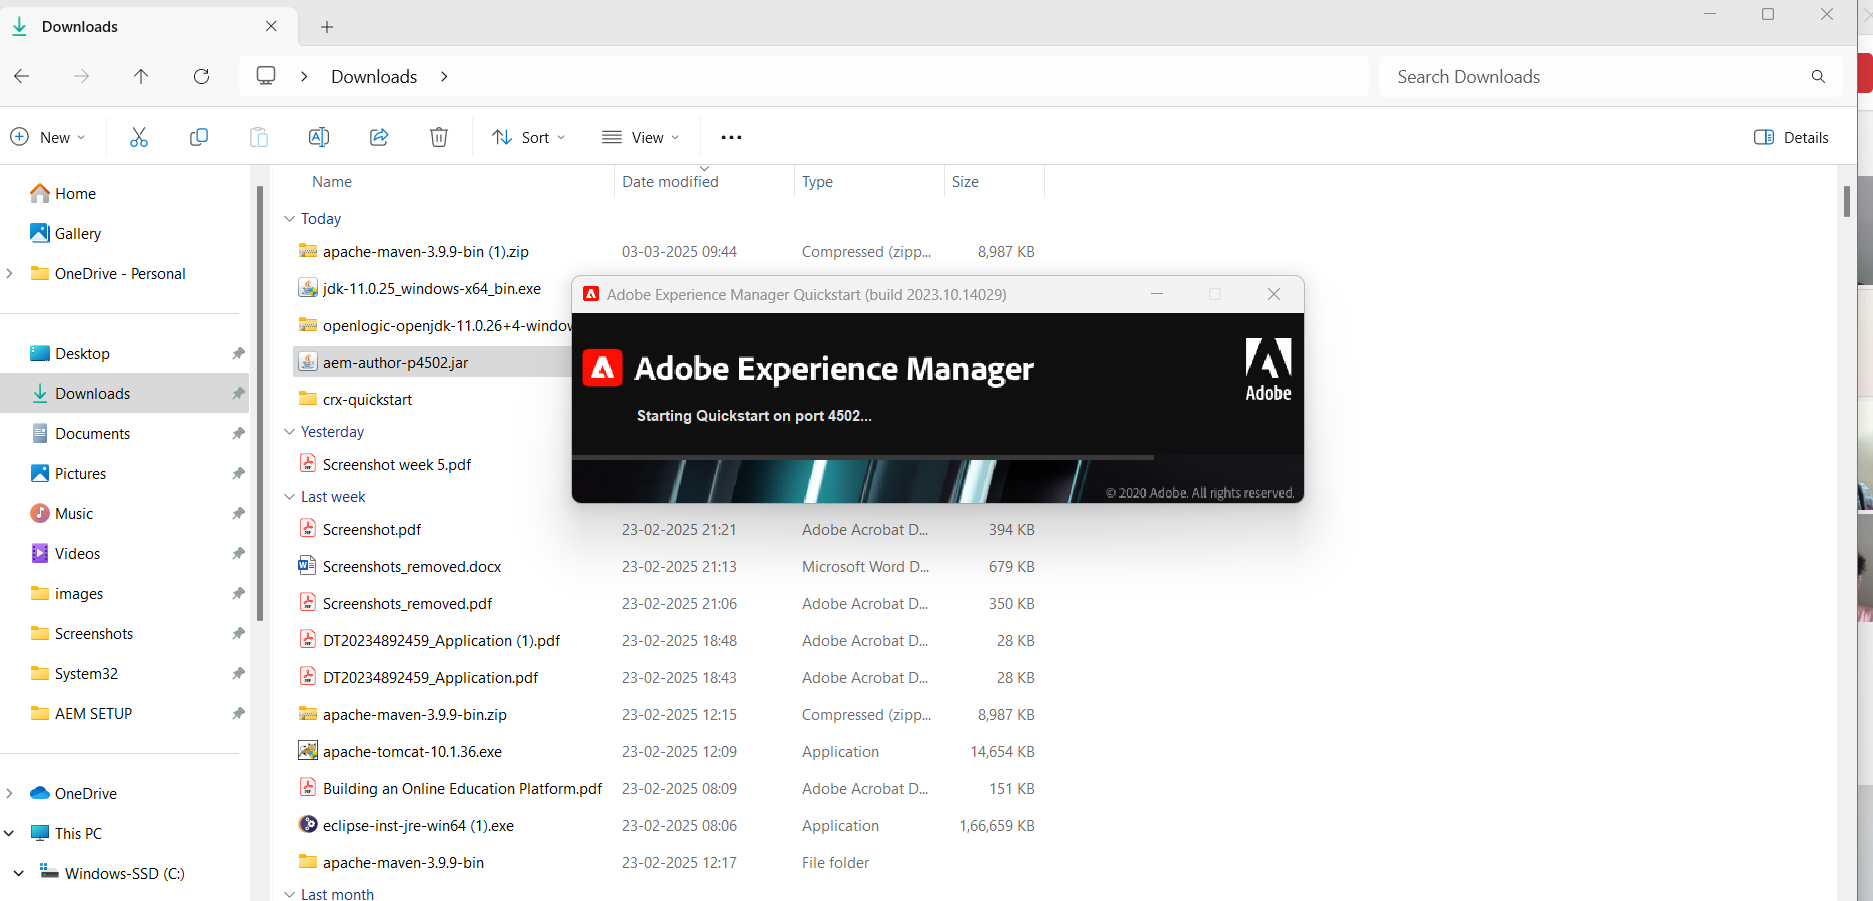 Downloads
Downloads
Search Downloads
New
Sort
View
Details
Name
Date modified
Type
Size
Home
Gallery
OneDrive - Personal
Desktop
Downloads
Documents
Pictures
Music
Videos
images
Screenshots
System32
AEM SETUP
OneDrive
This PC
Windows-SSD (C:)
Today
apache-maven-3.9.9-bin (1).zip 03-03-2025 09:44 Compressed (zipp... 8,987 KB
jdk-11.0.25_windows-x64_bin.exe
openlogic-openjdk-11.0.26+4-window
aem-author-p4502.jar
crx-quickstart
Yesterday
Screenshot week 5.pdf
Last week
Screenshot.pdf 23-02-2025 21:21 Adobe Acrobat D... 394 KB
Screenshots_removed.docx 23-02-2025 21:13 Microsoft Word D... 679 KB
Screenshots_removed.pdf 23-02-2025 21:06 Adobe Acrobat D... 350 KB
DT20234892459_Application (1).pdf 23-02-2025 18:48 Adobe Acrobat D... 28 KB
DT20234892459_Application.pdf 23-02-2025 18:43 Adobe Acrobat D... 28 KB
apache-maven-3.9.9-bin.zip 23-02-2025 12:15 Compressed (zipp... 8,987 KB
apache-tomcat-10.1.36.exe 23-02-2025 12:09 Application 14,654 KB
Building an Online Education Platform.pdf 23-02-2025 08:09 Adobe Acrobat D... 151 KB
eclipse-inst-jre-win64 (1).exe 23-02-2025 08:06 Application 1,66,659 KB
apache-maven-3.9.9-bin 23-02-2025 12:17 File folder
Last month
Adobe Experience Manager Quickstart (build 2023.10.14029)
Adobe Experience Manager
Adobe
Starting Quickstart on port 4502...
© 2020 Adobe. All rights reserved.